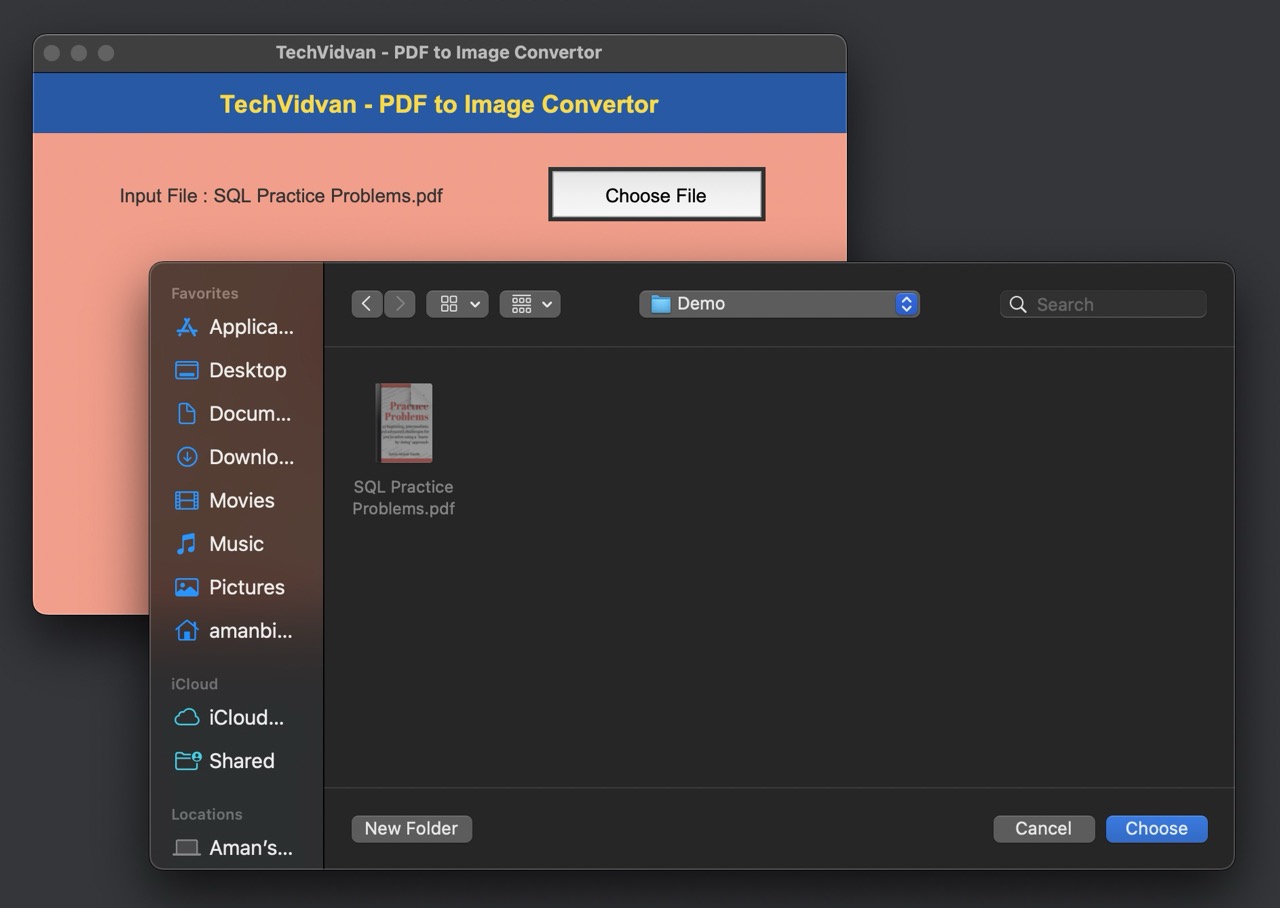 TechVidvan - PDF to Image Convertor
TechVidvan - PDF to Image Convertor
Input File : SQL Practice Problems.pdf
Choose File
Favorites
Applica...
Desktop
Docum...
Downlo...
Movies
Music
Pictures
amanbi...
iCloud
iCloud...
Shared
Locations
Aman’s...
Demo
Search
Practice
Problems
SQL Practice
Problems.pdf
New Folder
Cancel
Choose